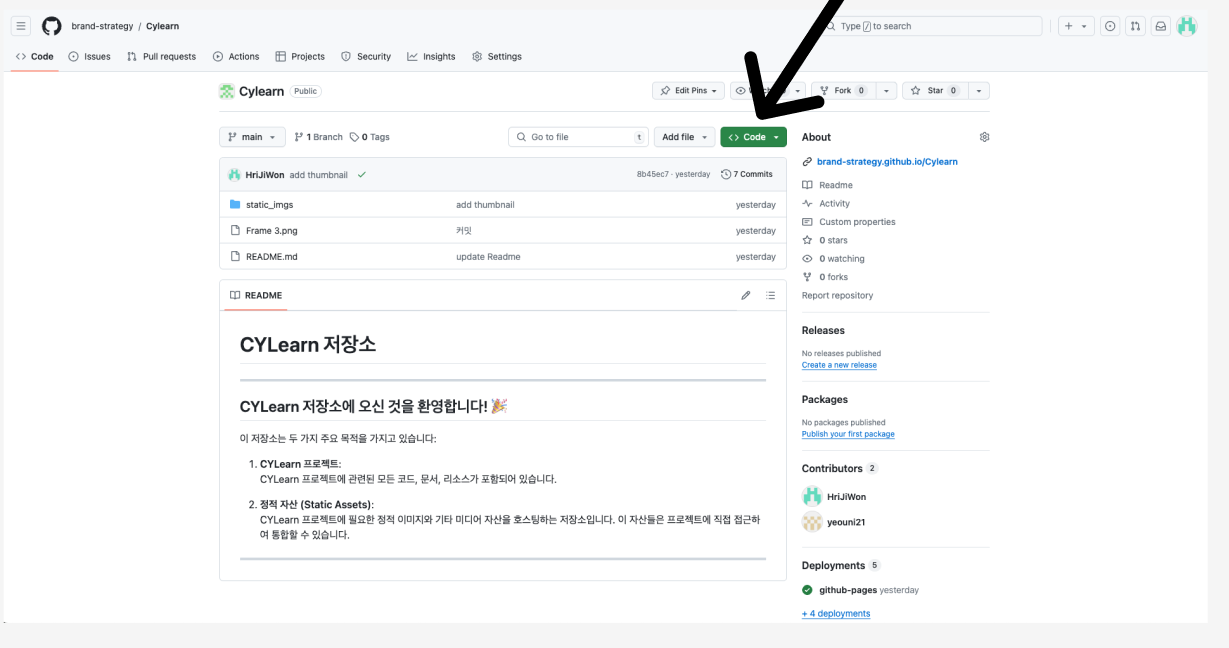 brand-strategy / Cylearn
Type / to search
Code
Issues
Pull requests
Actions
Projects
Security
Insights
Settings
Cylearn Public
Edit Pins
Fork 0
Star 0
main
1 Branch
0 Tags
Go to file t
Add file
<> Code
About
brand-strategy.github.io/Cylearn
Readme
Activity
Custom properties
0 stars
0 watching
0 forks
Report repository
HriJiWon add thumbnail 8b45ec7 · yesterday 7 Commits
static_imgs add thumbnail yesterday
Frame 3.png 커밋 yesterday
README.md update Readme yesterday
README
CYLearn 저장소
CYLearn 저장소에 오신 것을 환영합니다! 🎉
이 저장소는 두 가지 주요 목적을 가지고 있습니다:
1. CYLearn 프로젝트:
CYLearn 프로젝트에 관련된 모든 코드, 문서, 리소스가 포함되어 있습니다.
2. 정적 자산 (Static Assets):
CYLearn 프로젝트에 필요한 정적 이미지와 기타 미디어 자산을 호스팅하는 저장소입니다. 이 자산들은 프로젝트에 직접 접근하
여 통합할 수 있습니다.
Releases
No releases published
Create a new release
Packages
No packages published
Publish your first package
Contributors 2
HriJiWon
yeouni21
Deployments 5
github-pages yesterday
+ 4 deployments